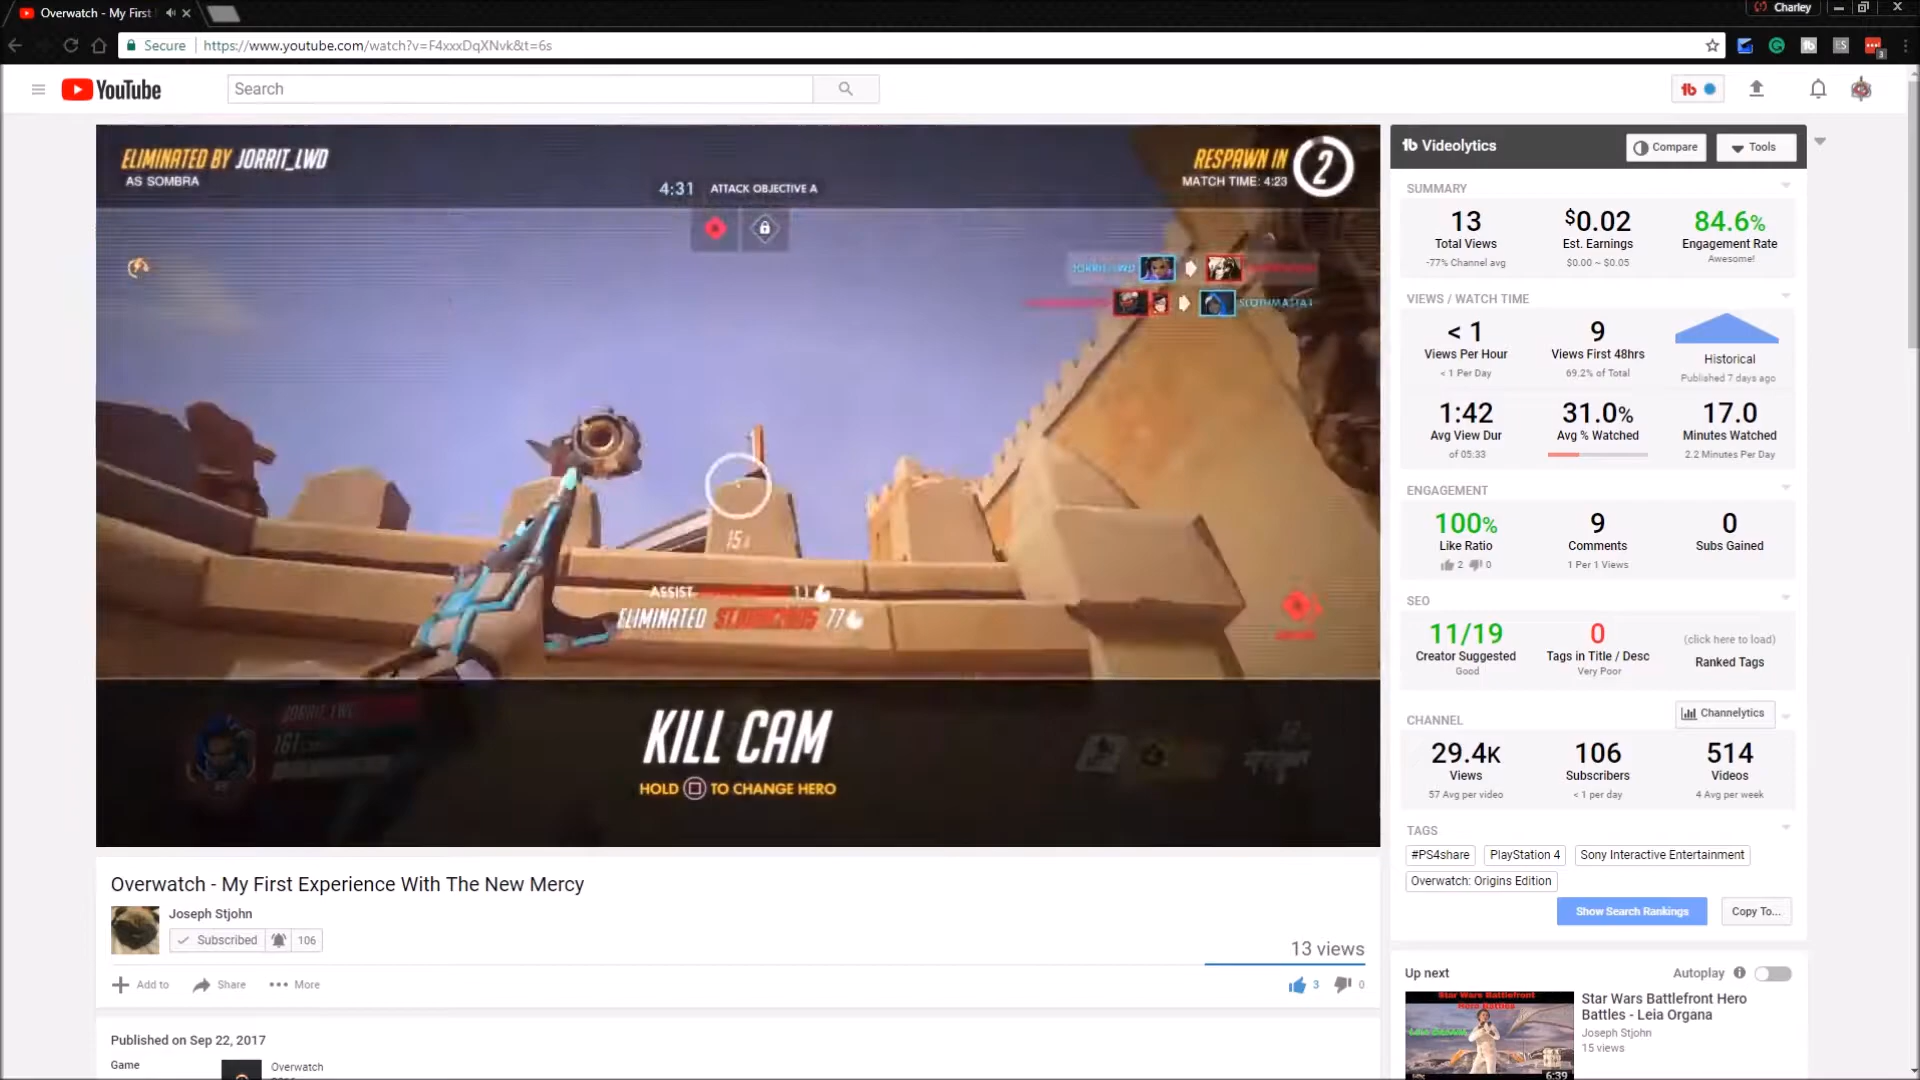 Overwatch - My First
Charley
Secure
https://www.youtube.com/watch?v=F4xxxDqXNvk&t=6s
ES
3
YouTube
Search
ELIMINATED BY JORRIT_LWD
AS SOMBRA
4:31 ATTACK OBJECTIVE A
RESPAWN IN
MATCH TIME: 4:23
2
JORRIT_LWD
ASSIST 11
ELIMINATED 77
KILL CAM
HOLD TO CHANGE HERO
Overwatch - My First Experience With The New Mercy
Joseph Stjohn
Subscribed 106
13 views
Add to Share More
3 0
Published on Sep 22, 2017
Game
Overwatch
Videolytics
Compare
Tools
SUMMARY
13 $0.02 84.6%
Total Views Est. Earnings Engagement Rate
-77% Channel avg $0.00 ~ $0.05 Awesome!
VIEWS / WATCH TIME
< 1 9
Views Per Hour Views First 48hrs Historical
< 1 Per Day 69.2% of Total Published 7 days ago
1:42 31.0% 17.0
Avg View Dur Avg % Watched Minutes Watched
of 05:33 2.2 Minutes Per Day
ENGAGEMENT
100% 9 0
Like Ratio Comments Subs Gained
2 0 1 Per 1 Views
SEO
11/19 0 (click here to load)
Creator Suggested Tags in Title / Desc Ranked Tags
Good Very Poor
CHANNEL
Channelytics
29.4K 106 514
Views Subscribers Videos
57 Avg per video < 1 per day 4 Avg per week
TAGS
#PS4share PlayStation 4 Sony Interactive Entertainment
Overwatch: Origins Edition
Show Search Rankings
Copy To...
Up next
Autoplay
Star Wars Battlefront
Hero Battles
6:39
Star Wars Battlefront Hero
Battles - Leia Organa
Joseph Stjohn
15 views